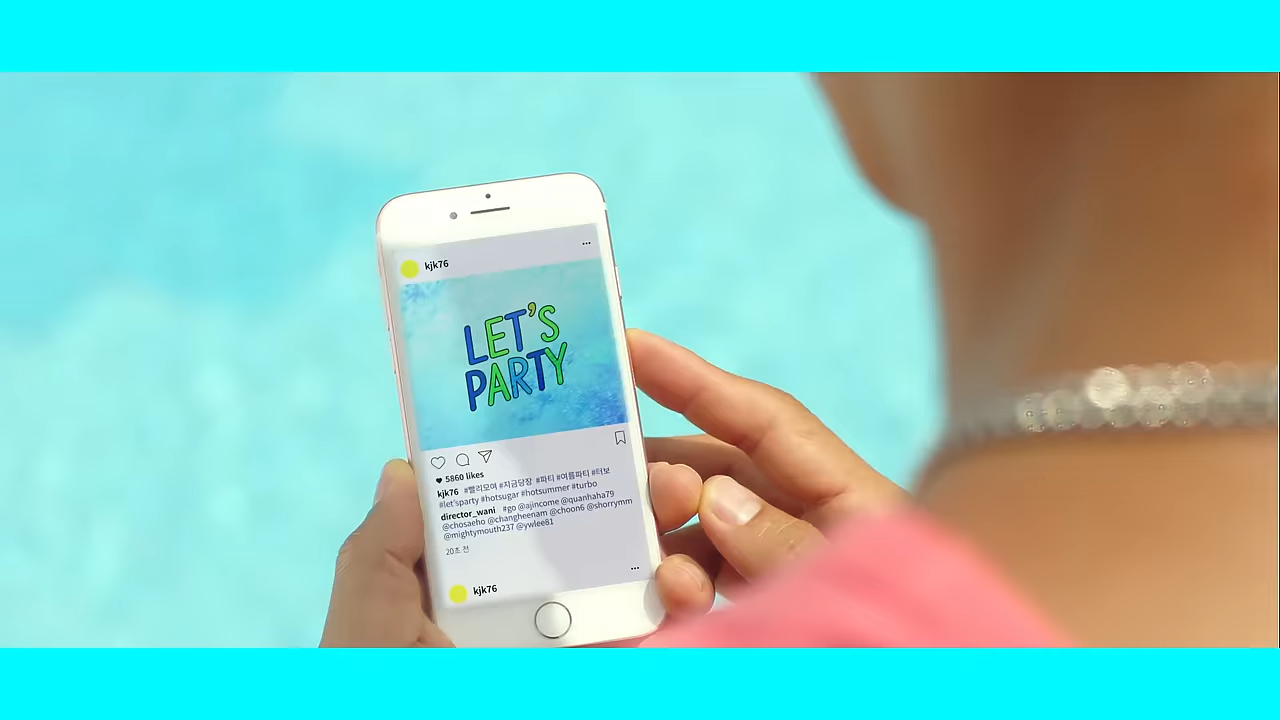 kjk76
LET'S
PARTY
5860 likes
kjk76 #빨리모여 #지금당장 #파티 #여름파티 #터보
#let'sparty #hotsugar #hotsummer #turbo
director_wani #go @ajincome @quanhaha79
@chosaeho @changheenam @choon6 @shorrymm
@mightymouth237 @ywlee81
20초 전
kjk76